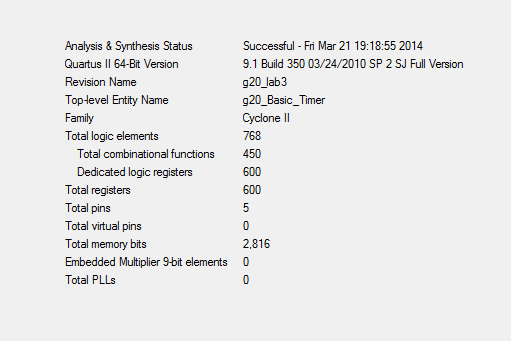 Analysis & Synthesis Status Successful - Fri Mar 21 19:18:55 2014
Quartus II 64-Bit Version 9.1 Build 350 03/24/2010 SP 2 SJ Full Version
Revision Name g20_lab3
Top-level Entity Name g20_Basic_Timer
Family Cyclone II
Total logic elements 768
Total combinational functions 450
Dedicated logic registers 600
Total registers 600
Total pins 5
Total virtual pins 0
Total memory bits 2,816
Embedded Multiplier 9-bit elements 0
Total PLLs 0